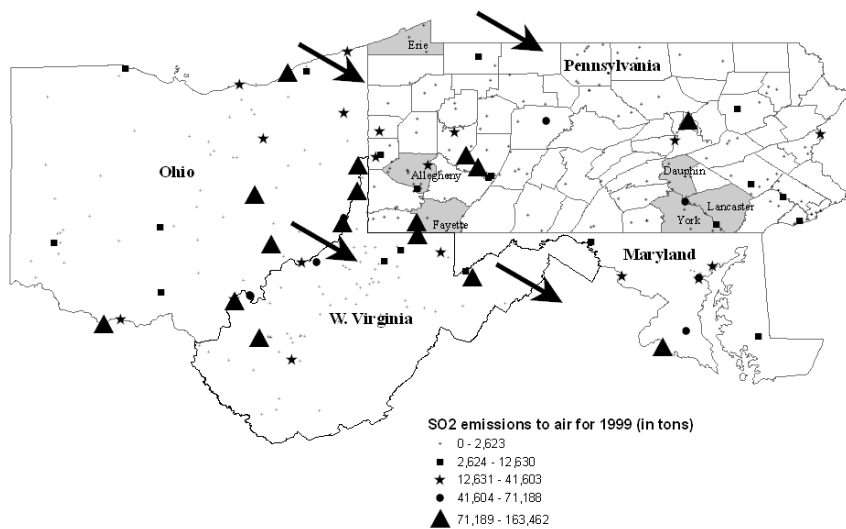 Erie
Pennsylvania
Ohio
Allegheny
Dauphin
Lancaster
York
Fayette
Maryland
W. Virginia
SO2 emissions to air for 1999 (in tons)
0 - 2,623
2,624 - 12,630
12,631 - 41,603
41,604 - 71,188
71,189 - 163,462